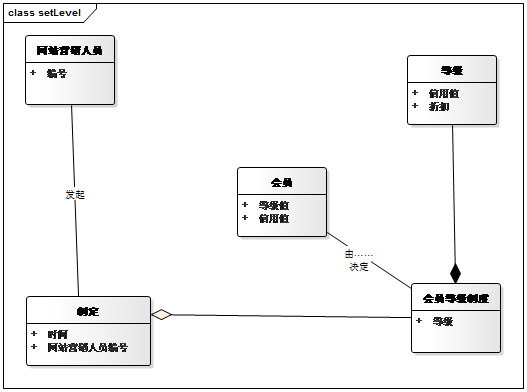 class setLevel
网站营销人员
+ 编号
等级
+ 信用值
+ 折扣
会员
+ 等级值
+ 信用值
发起
由……
决定
制定
+ 时间
+ 网站营销人员编号
会员等级制度
+ 等级